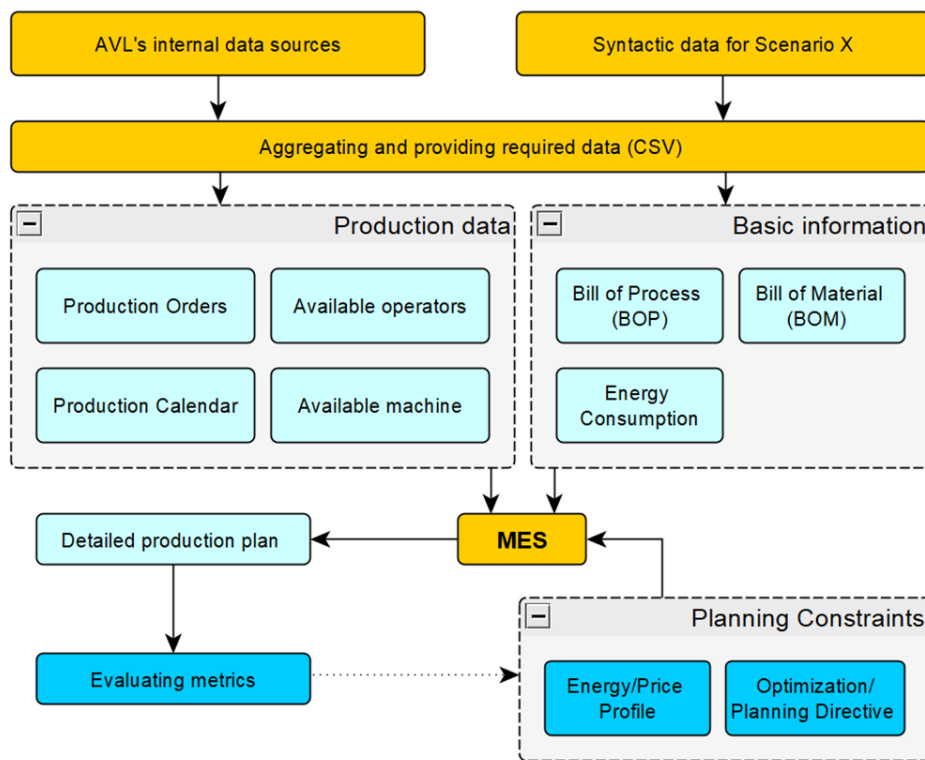 AVL's internal data sources
Syntactic data for Scenario X
Aggregating and providing required data (CSV)
Production data
Production Orders
Available operators
Production Calendar
Available machine
Basic information
Bill of Process
(BOP)
Bill of Material
(BOM)
Energy
Consumption
MES
Detailed production plan
Evaluating metrics
Planning Constraints
Energy/Price
Profile
Optimization/
Planning Directive